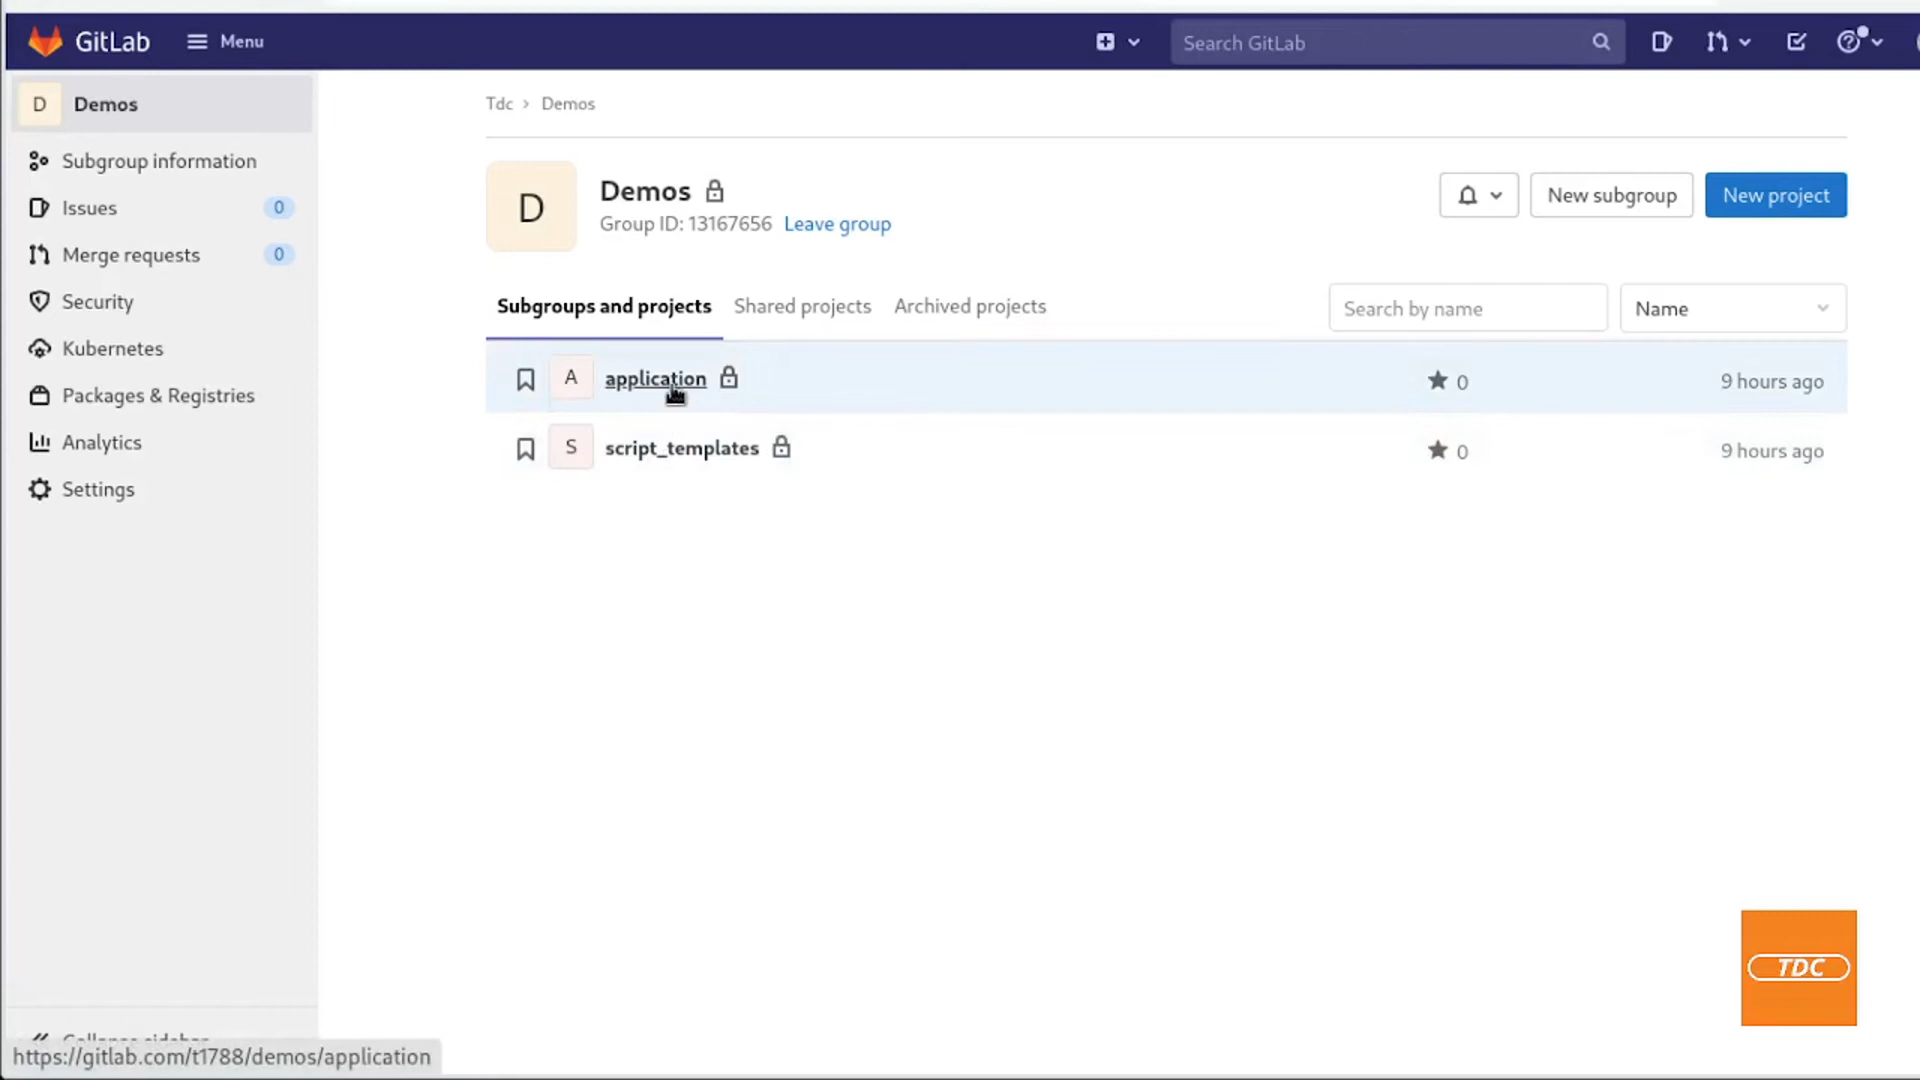 GitLab Menu Search GitLab
D Demos
Subgroup information
Issues 0
Merge requests 0
Security
Kubernetes
Packages & Registries
Analytics
Settings
Collapse sidebar
Tdc > Demos
D
Demos
Group ID: 13167656 Leave group
New subgroup New project
Subgroups and projects Shared projects Archived projects Search by name Name
A application 0 9 hours ago
S script_templates 0 9 hours ago
TDC
https://gitlab.com/t1788/demos/application